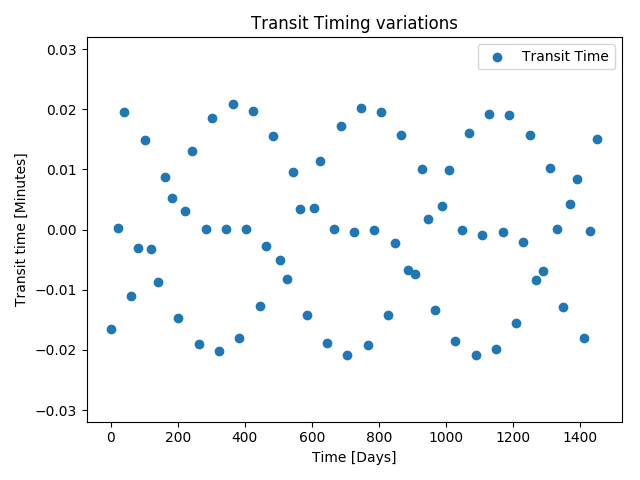 Transit Timing variations
Transit Time
Transit time [Minutes]
0.03
0.02
0.01
0.00
−0.01
−0.02
−0.03
0 200 400 600 800 1000 1200 1400
Time [Days]